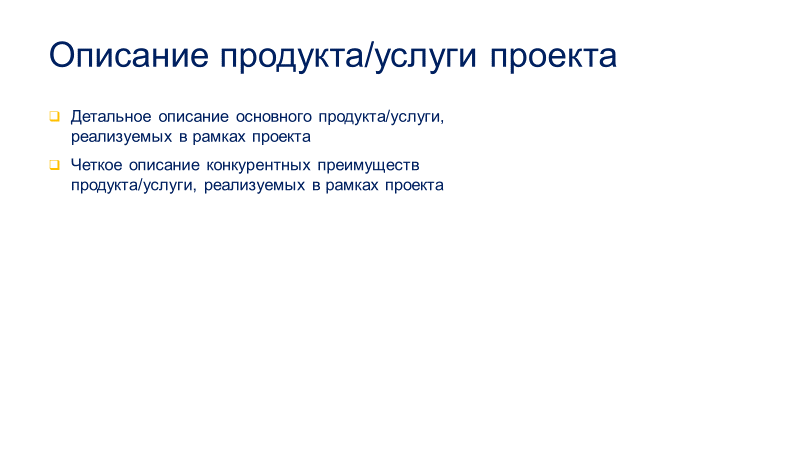 Описание продукта/услуги проекта
Детальное описание основного продукта/услуги,
реализуемых в рамках проекта
Четкое описание конкурентных преимуществ
продукта/услуги, реализуемых в рамках проекта